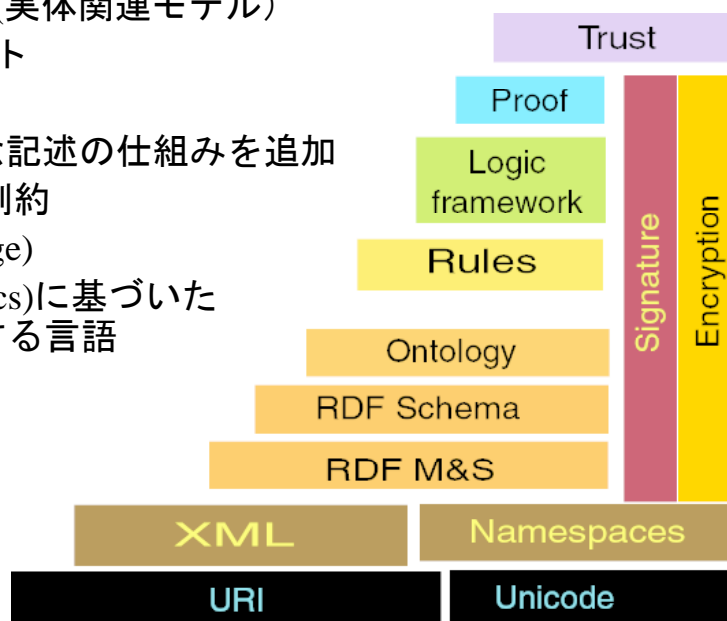 (実体関連モデル）
ト
記述の仕組みを追加
制約
ge)
cs)に基づいた
する言語
Trust
Proof
Logic
framework
Rules
Ontology
RDF Schema
RDF M&S
Signature
Encryption
XML
Namespaces
URI
Unicode